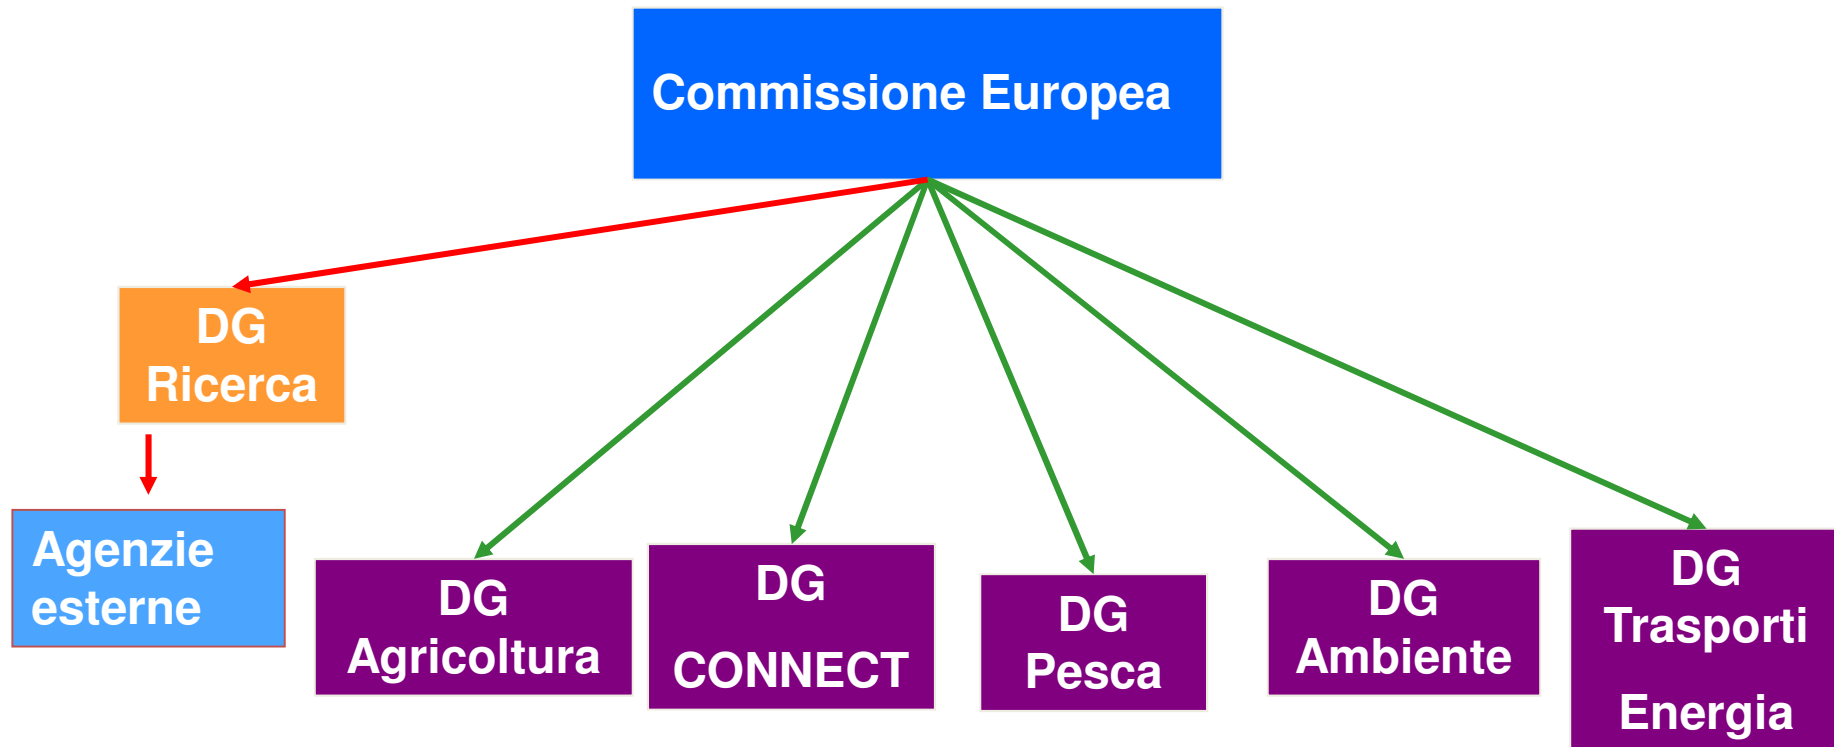 Commissione Europea
DG
Ricerca
Agenzie
esterne
DG
Agricoltura
DG
CONNECT
DG
Pesca
DG
Ambiente
DG
Trasporti
Energia